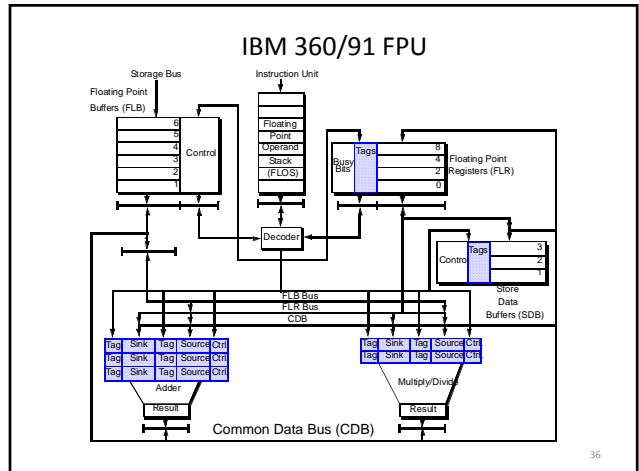 IBM 360/91 FPU
Storage Bus
Instruction Unit
Floating Point
Buffers (FLB)
6
5
4
3
2
1
Control
Floating
Point
Operand
Stack
(FLOS)
Busy
Bits
Tags
8
4
2
0
Floating Point
Registers (FLR)
Decoder
Control
Tags
3
2
1
Store
Data
Buffers (SDB)
FLB Bus
FLR Bus
CDB
Tag Sink Tag Source Ctrl.
Tag Sink Tag Source Ctrl.
Tag Sink Tag Source Ctrl.
Adder
Result
Tag Sink Tag Source Ctrl.
Tag Sink Tag Source Ctrl.
Multiply/Divide
Result
Common Data Bus (CDB)
36